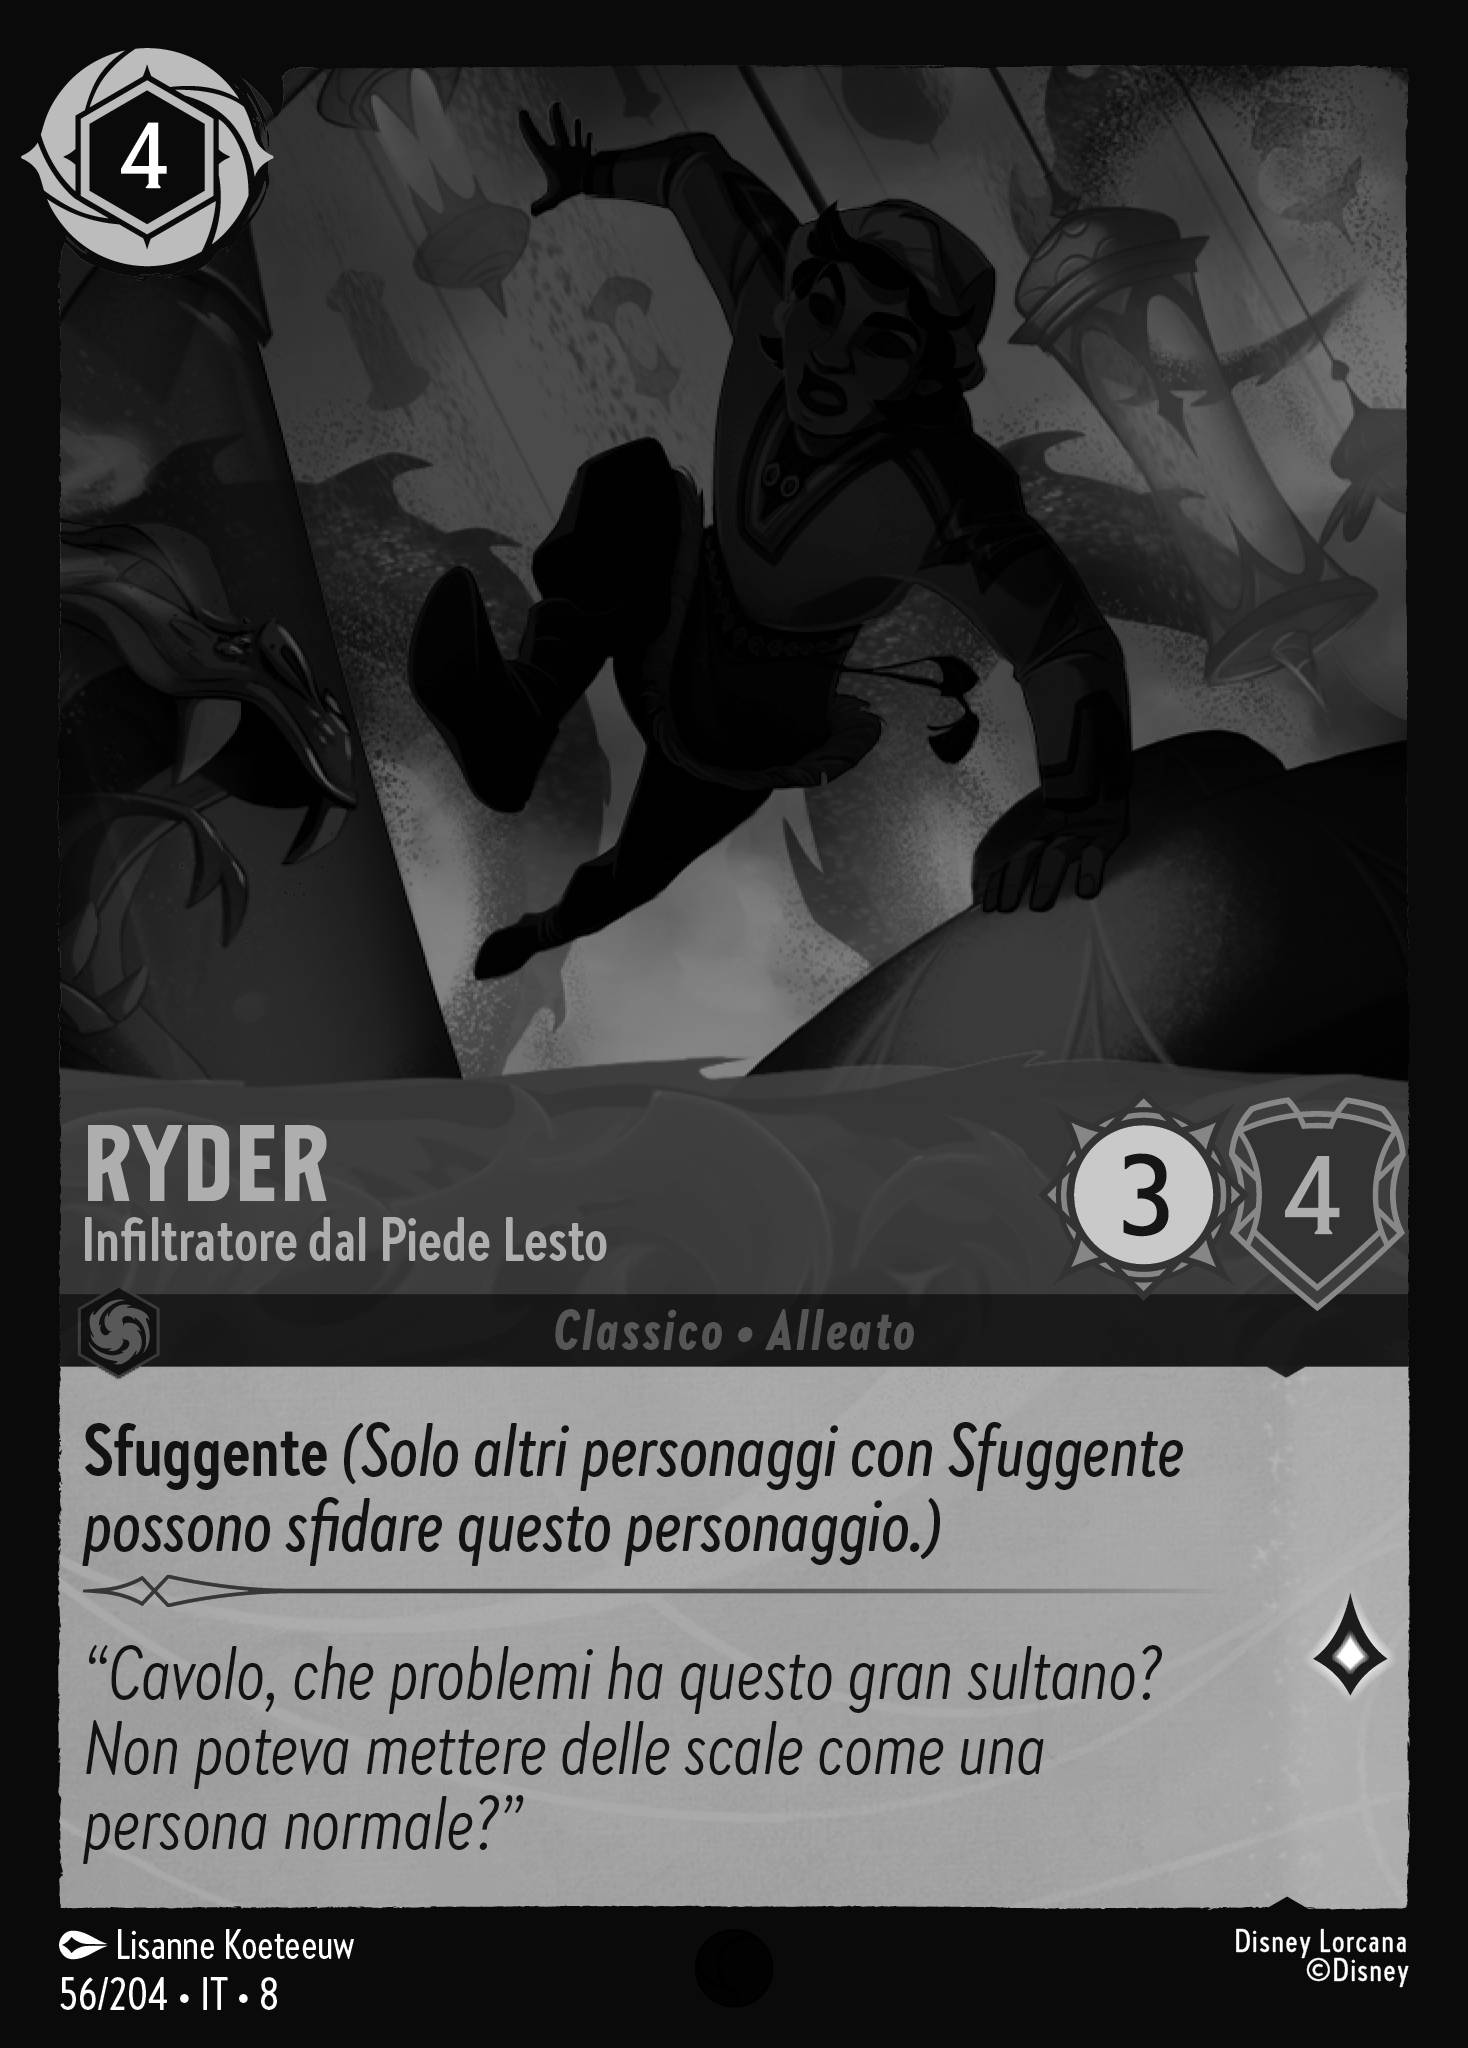 4
RYDER
Infiltratore dal Piede Lesto
3
4
Classico • Alleato
Sfuggente (Solo altri personaggi con Sfuggente
possono sfidare questo personaggio.)
“Cavolo, che problemi ha questo gran sultano?
Non poteva mettere delle scale come una
persona normale?”
Lisanne Koeteeuw
56/204 • IT • 8
Disney Lorcana
©Disney